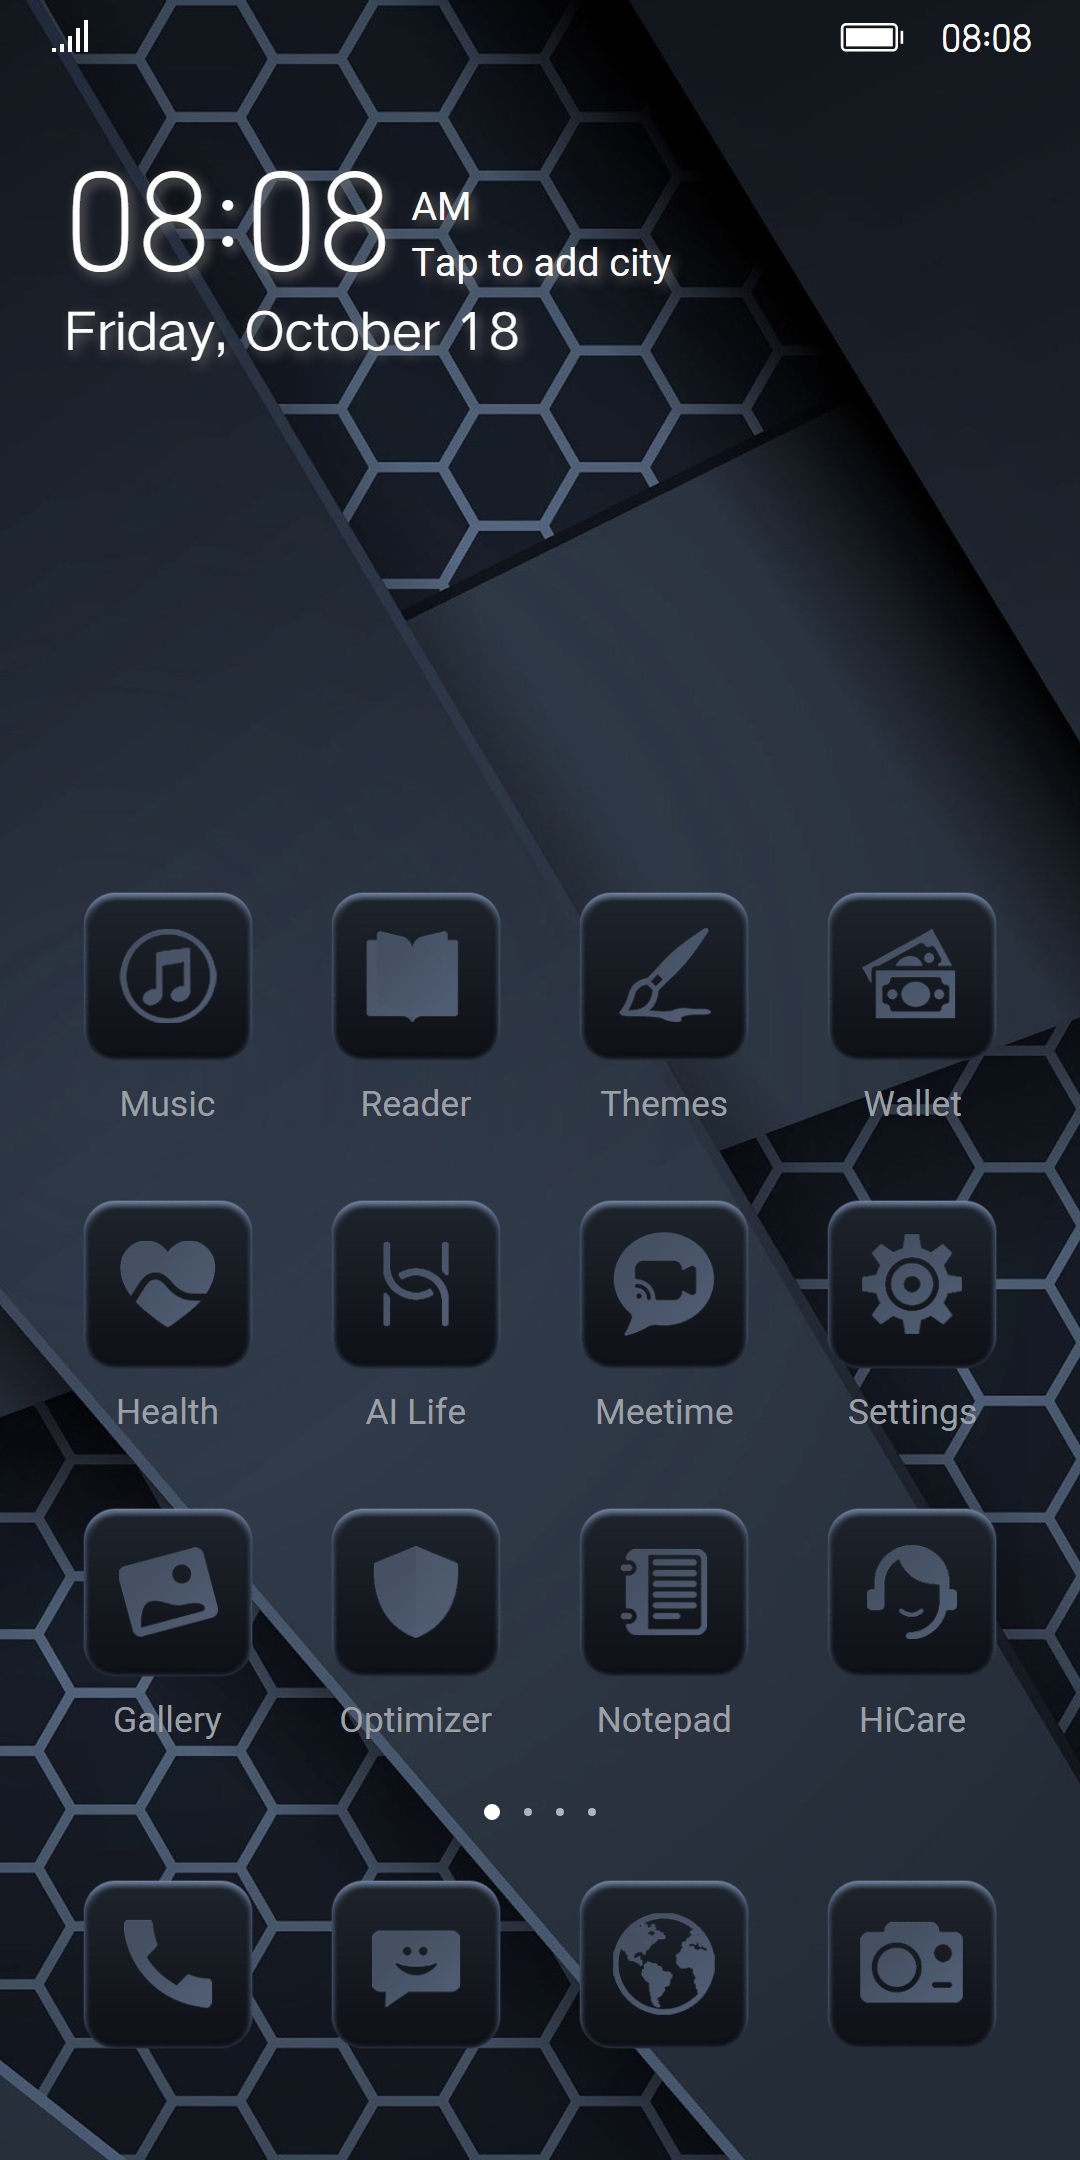 08:08
08:08 AM
Tap to add city
Friday, October 18
Music Reader Themes Wallet
Health AI Life Meetime Settings
Gallery Optimizer Notepad HiCare